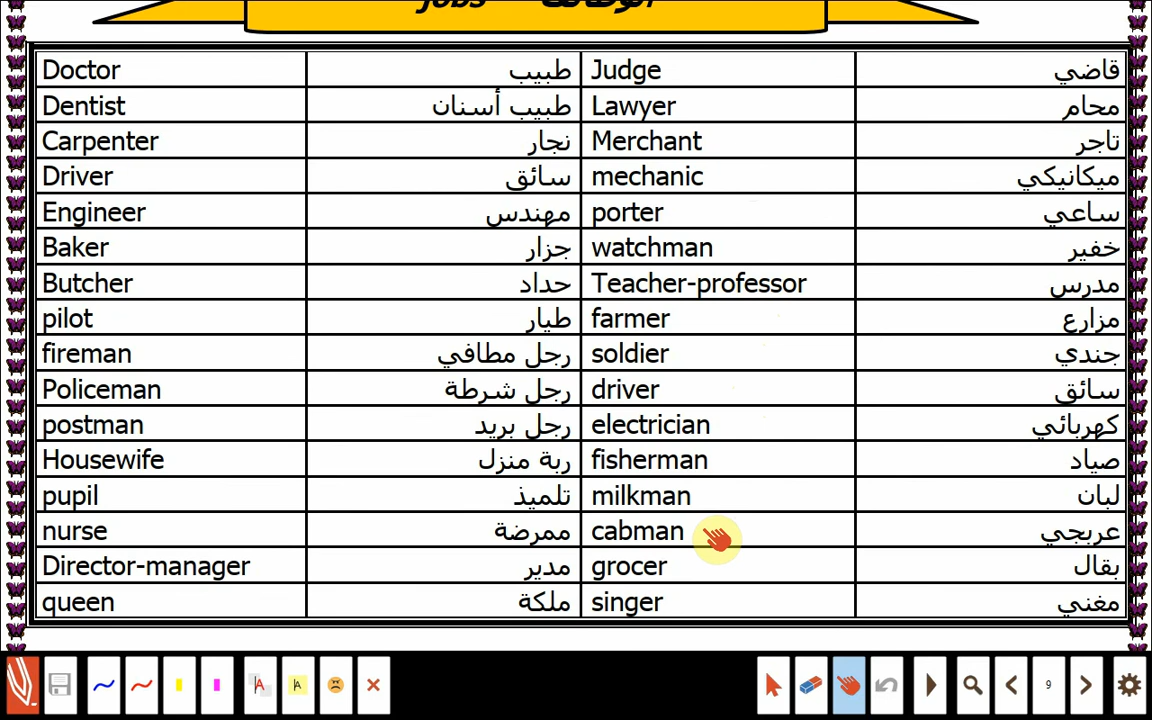 Jobs الوظائف
Doctor طبيب Judge قاضي
Dentist طبيب أسنان Lawyer محام
Carpenter نجار Merchant تاجر
Driver سائق mechanic ميكانيكي
Engineer مهندس porter ساعي
Baker جزار watchman خفير
Butcher حداد Teacher-professor مدرس
pilot طيار farmer مزارع
fireman رجل مطافي soldier جندي
Policeman رجل شرطة driver سائق
postman رجل بريد electrician كهربائي
Housewife ربة منزل fisherman صياد
pupil تلميذ milkman لبان
nurse ممرضة cabman عربجي
Director-manager مدير grocer بقال
queen ملكة singer مغني
9